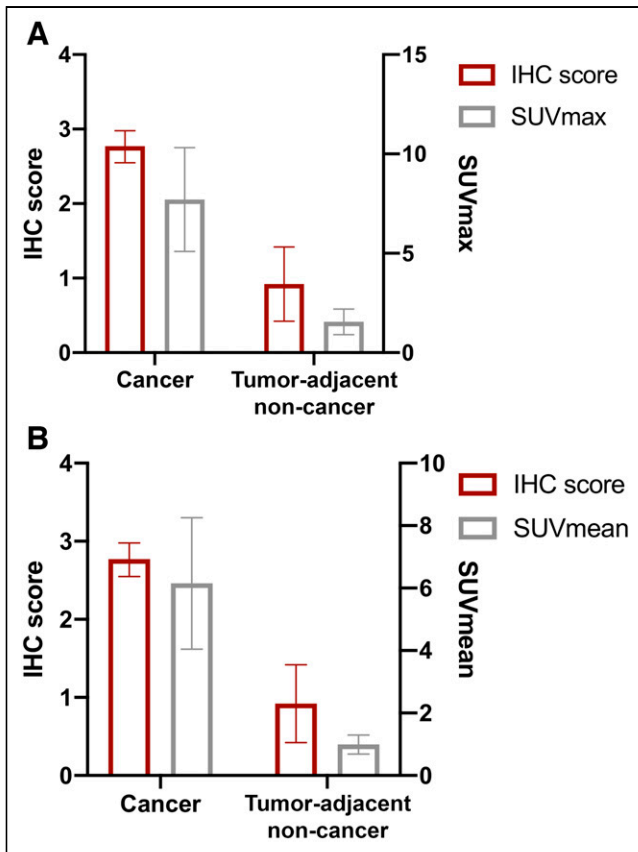 A
IHC score
4
3
2
1
0
15
10
5
0
SUVmax
IHC score
SUVmax
Cancer
Tumor-adjacent
non-cancer
B
IHC score
4
3
2
1
0
10
8
6
4
2
0
SUVmean
IHC score
SUVmean
Cancer
Tumor-adjacent
non-cancer